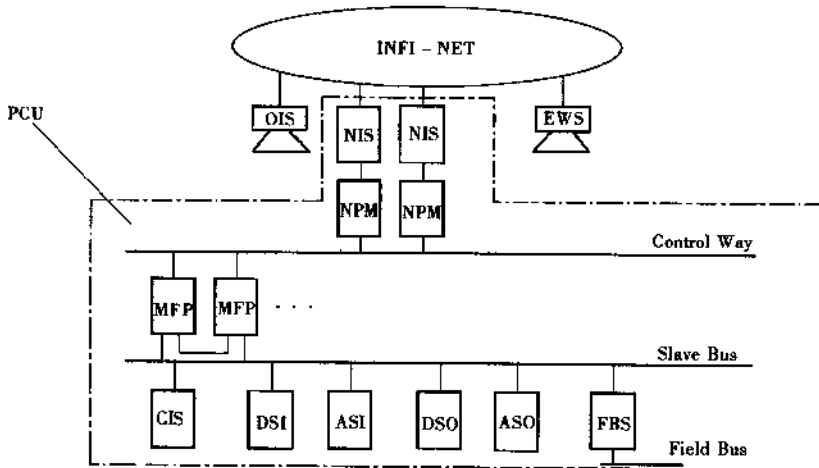 INFI - NET
PCU
OIS
NIS
NIS
EWS
NPM
NPM
Control Way
MFP
MFP
. . .
Slave Bus
CIS
DSI
ASI
DSO
ASO
FBS
Field Bus